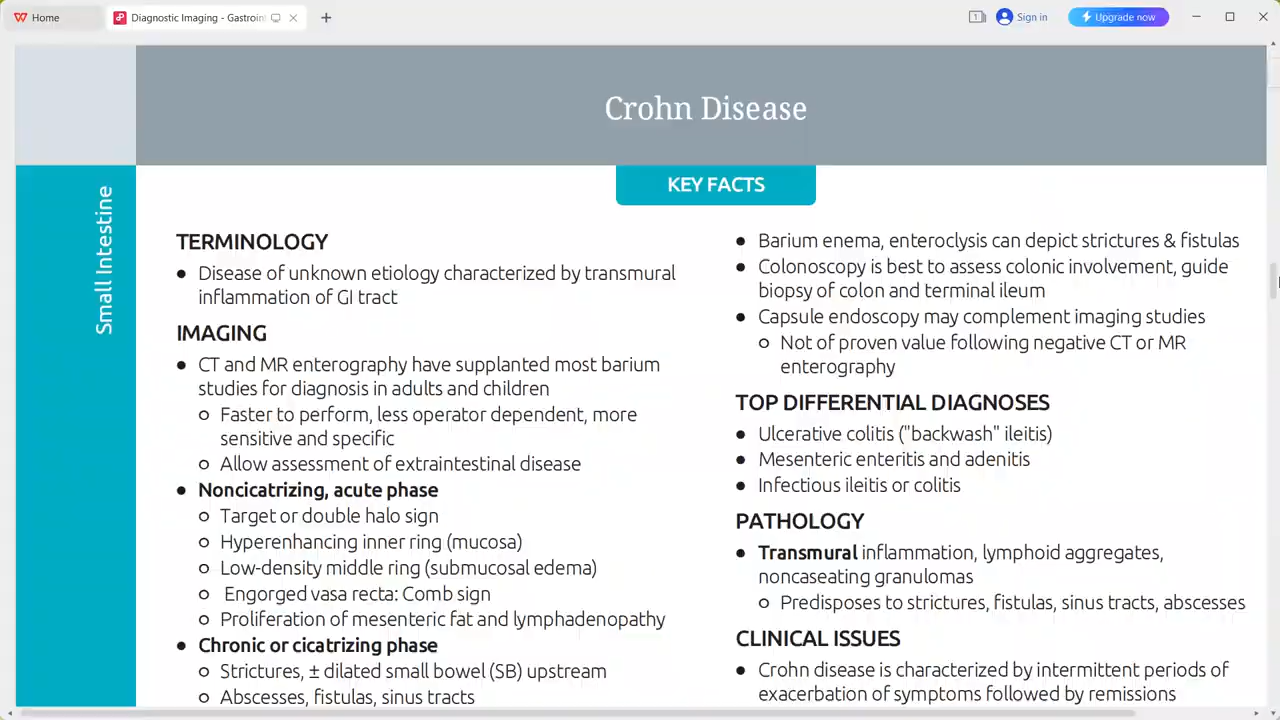 Home
Diagnostic Imaging - Gastroin
1
Sign in
Upgrade now
Crohn Disease
Small Intestine
KEY FACTS
TERMINOLOGY
● Disease of unknown etiology characterized by transmural
inflammation of GI tract
IMAGING
● CT and MR enterography have supplanted most barium
studies for diagnosis in adults and children
○ Faster to perform, less operator dependent, more
sensitive and specific
○ Allow assessment of extraintestinal disease
● Noncicatrizing, acute phase
○ Target or double halo sign
○ Hyperenhancing inner ring (mucosa)
○ Low-density middle ring (submucosal edema)
○ Engorged vasa recta: Comb sign
○ Proliferation of mesenteric fat and lymphadenopathy
● Chronic or cicatrizing phase
○ Strictures, ± dilated small bowel (SB) upstream
○ Abscesses, fistulas, sinus tracts
● Barium enema, enteroclysis can depict strictures & fistulas
● Colonoscopy is best to assess colonic involvement, guide
biopsy of colon and terminal ileum
● Capsule endoscopy may complement imaging studies
○ Not of proven value following negative CT or MR
enterography
TOP DIFFERENTIAL DIAGNOSES
● Ulcerative colitis ("backwash" ileitis)
● Mesenteric enteritis and adenitis
● Infectious ileitis or colitis
PATHOLOGY
● Transmural inflammation, lymphoid aggregates,
noncaseating granulomas
○ Predisposes to strictures, fistulas, sinus tracts, abscesses
CLINICAL ISSUES
● Crohn disease is characterized by intermittent periods of
exacerbation of symptoms followed by remissions